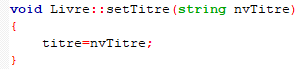 void Livre::setTitre(string nvTitre)
{
    titre=nvTitre;
}